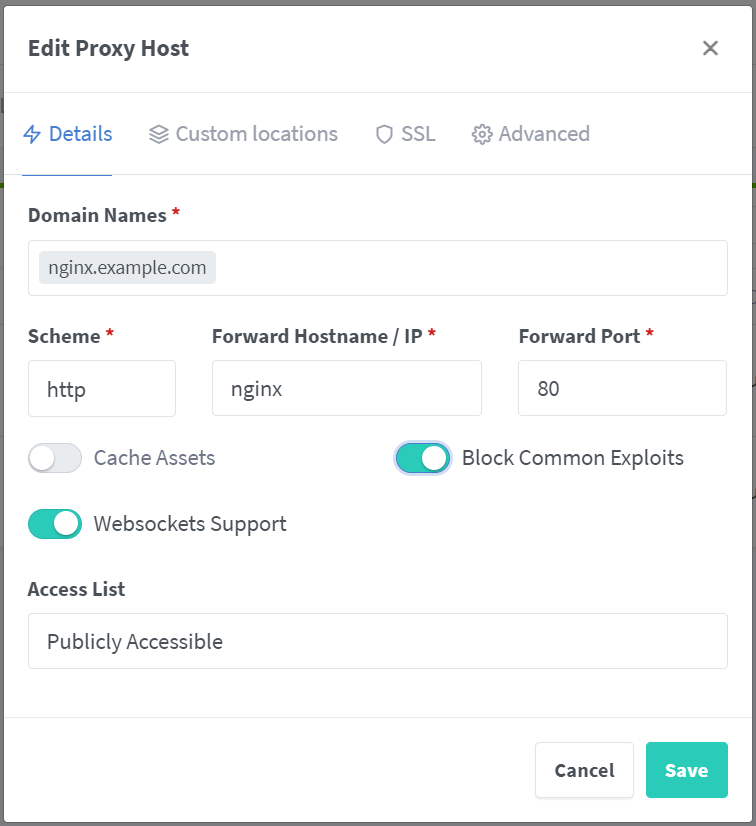 Edit Proxy Host
Details Custom locations SSL Advanced
Domain Names *
nginx.example.com
Scheme * Forward Hostname / IP * Forward Port *
http nginx 80
Cache Assets Block Common Exploits
Websockets Support
Access List
Publicly Accessible
Cancel Save